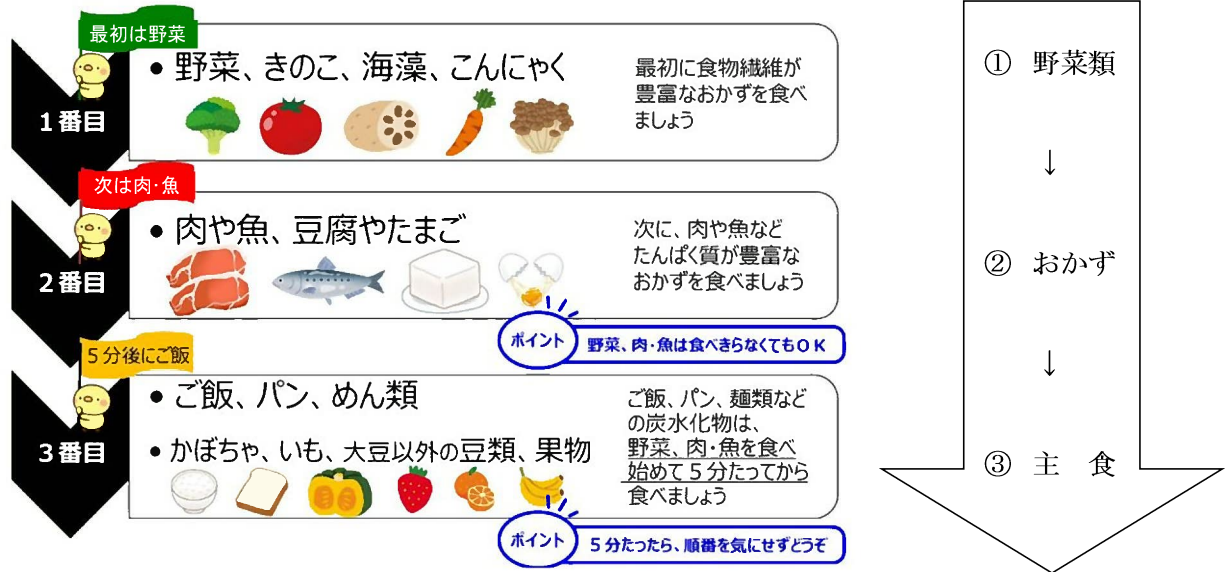 最初は野菜
1番目
• 野菜、きのこ、海藻、こんにゃく
最初に食物繊維が
豊富なおかずを食べ
ましょう
次は肉・魚
2番目
• 肉や魚、豆腐やたまご
次に、肉や魚など
たんぱく質が豊富な
おかずを食べましょう
ポイント
野菜、肉・魚は食べきらなくてもOK
5分後にご飯
3番目
• ご飯、パン、めん類
• かぼちゃ、いも、大豆以外の豆類、果物
ご飯、パン、麺類など
の炭水化物は、
野菜、肉・魚を食べ
始めて5分たってから
食べましょう
ポイント
5分たったら、順番を気にせずどうぞ
① 野菜類
↓
② おかず
↓
③ 主 食